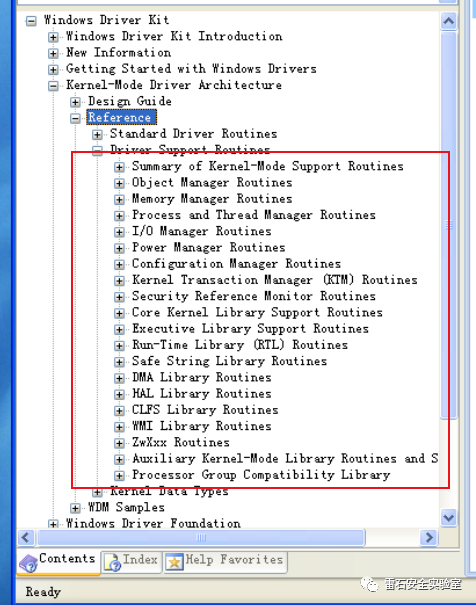 Windows Driver Kit
Windows Driver Kit Introduction
New Information
Getting Started with Windows Drivers
Kernel-Mode Driver Architecture
Design Guide
Reference
Standard Driver Routines
Driver Support Routines
Summary of Kernel-Mode Support Routines
Object Manager Routines
Memory Manager Routines
Process and Thread Manager Routines
I/O Manager Routines
Power Manager Routines
Configuration Manager Routines
Kernel Transaction Manager (KTM) Routines
Security Reference Monitor Routines
Core Kernel Library Support Routines
Executive Library Support Routines
Run-Time Library (RTL) Routines
Safe String Library Routines
DMA Library Routines
HAL Library Routines
CLFS Library Routines
WMI Library Routines
ZwXxx Routines
Auxiliary Kernel-Mode Library Routines and S
Processor Group Compatibility Library
Kernel Data Types
WDM Samples
Windows Driver Foundation
Contents Index Help Favorites
雷石安全实验室
Ready